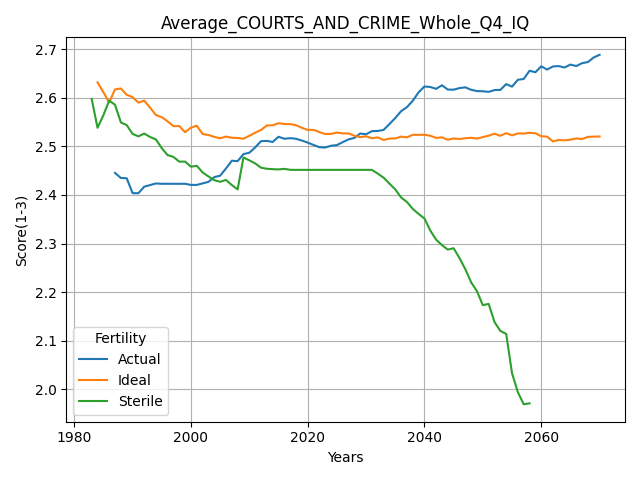 Average_COURTS_AND_CRIME_Whole_Q4_IQ
Score(1-3)
2.7
2.6
2.5
2.4
2.3
2.2
2.1
2.0
Fertility
Actual
Ideal
Sterile
1980 2000 2020 2040 2060
Years